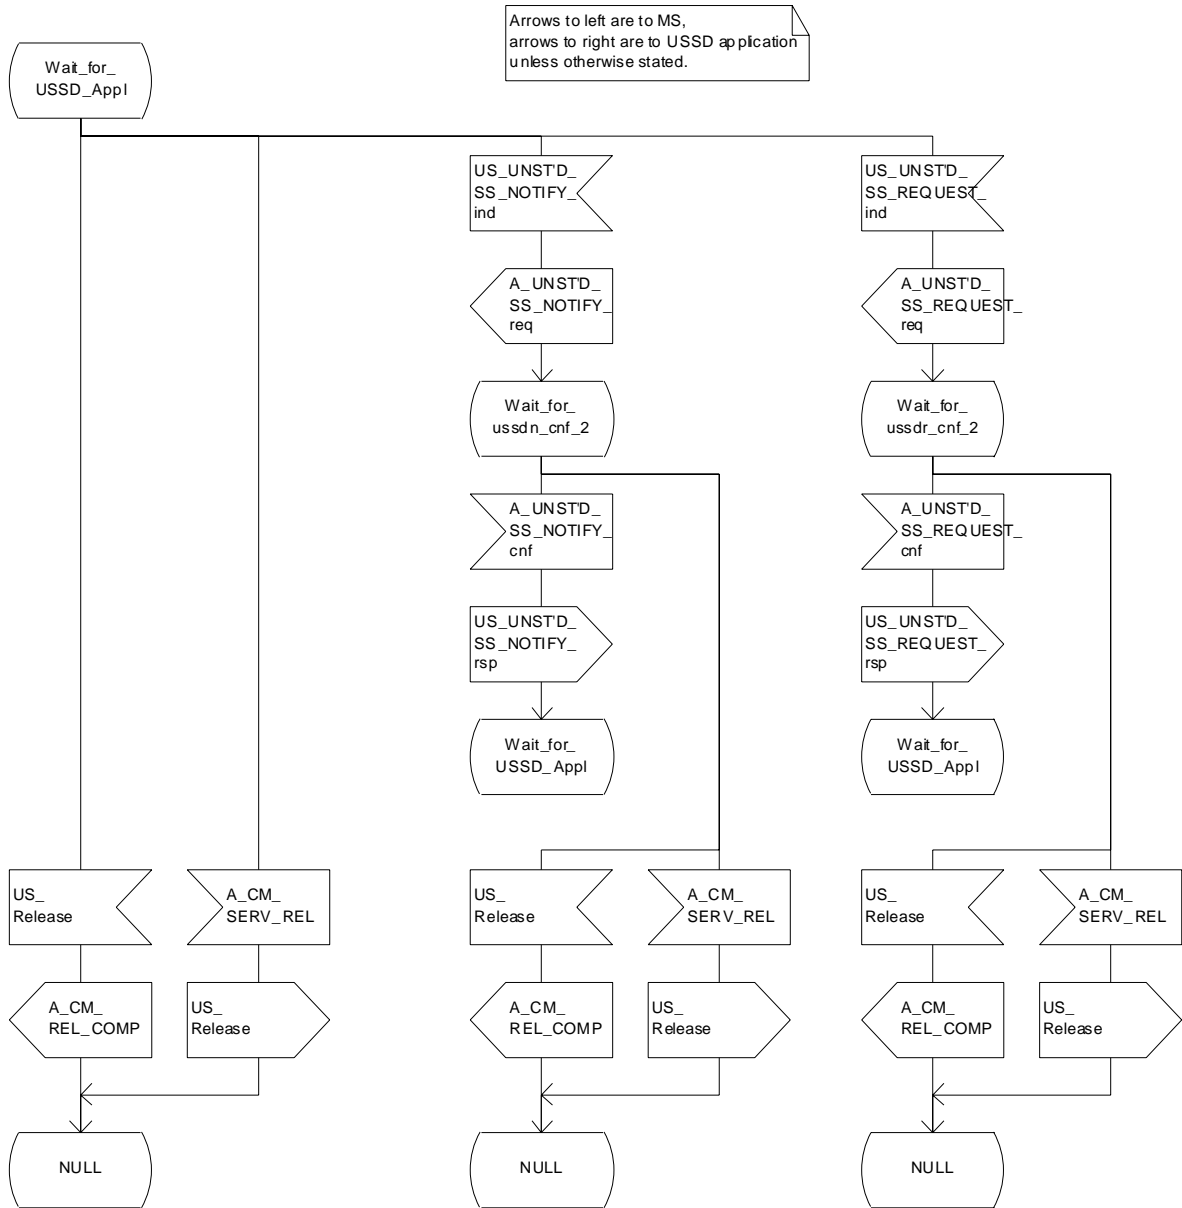 Arrows to left are to MS,
arrows to right are to USSD application
unless otherwise stated.
Wait_for_
USSD_Appl
US_UNST'D_
SS_NOTIFY_
ind
US_UNST'D_
SS_REQUEST_
ind
A_UNST'D_
SS_NOTIFY_
req
A_UNST'D_
SS_REQUEST_
req
Wait_for_
ussdn_cnf_2
Wait_for_
ussdr_cnf_2
A_UNST'D_
SS_NOTIFY_
cnf
A_UNST'D_
SS_REQUEST_
cnf
US_UNST'D_
SS_NOTIFY_
rsp
US_UNST'D_
SS_REQUEST_
rsp
Wait_for_
USSD_Appl
Wait_for_
USSD_Appl
US_
Release
A_CM_
SERV_REL
US_
Release
A_CM_
SERV_REL
US_
Release
A_CM_
SERV_REL
A_CM_
REL_COMP
US_
Release
A_CM_
REL_COMP
US_
Release
A_CM_
REL_COMP
US_
Release
NULL
NULL
NULL